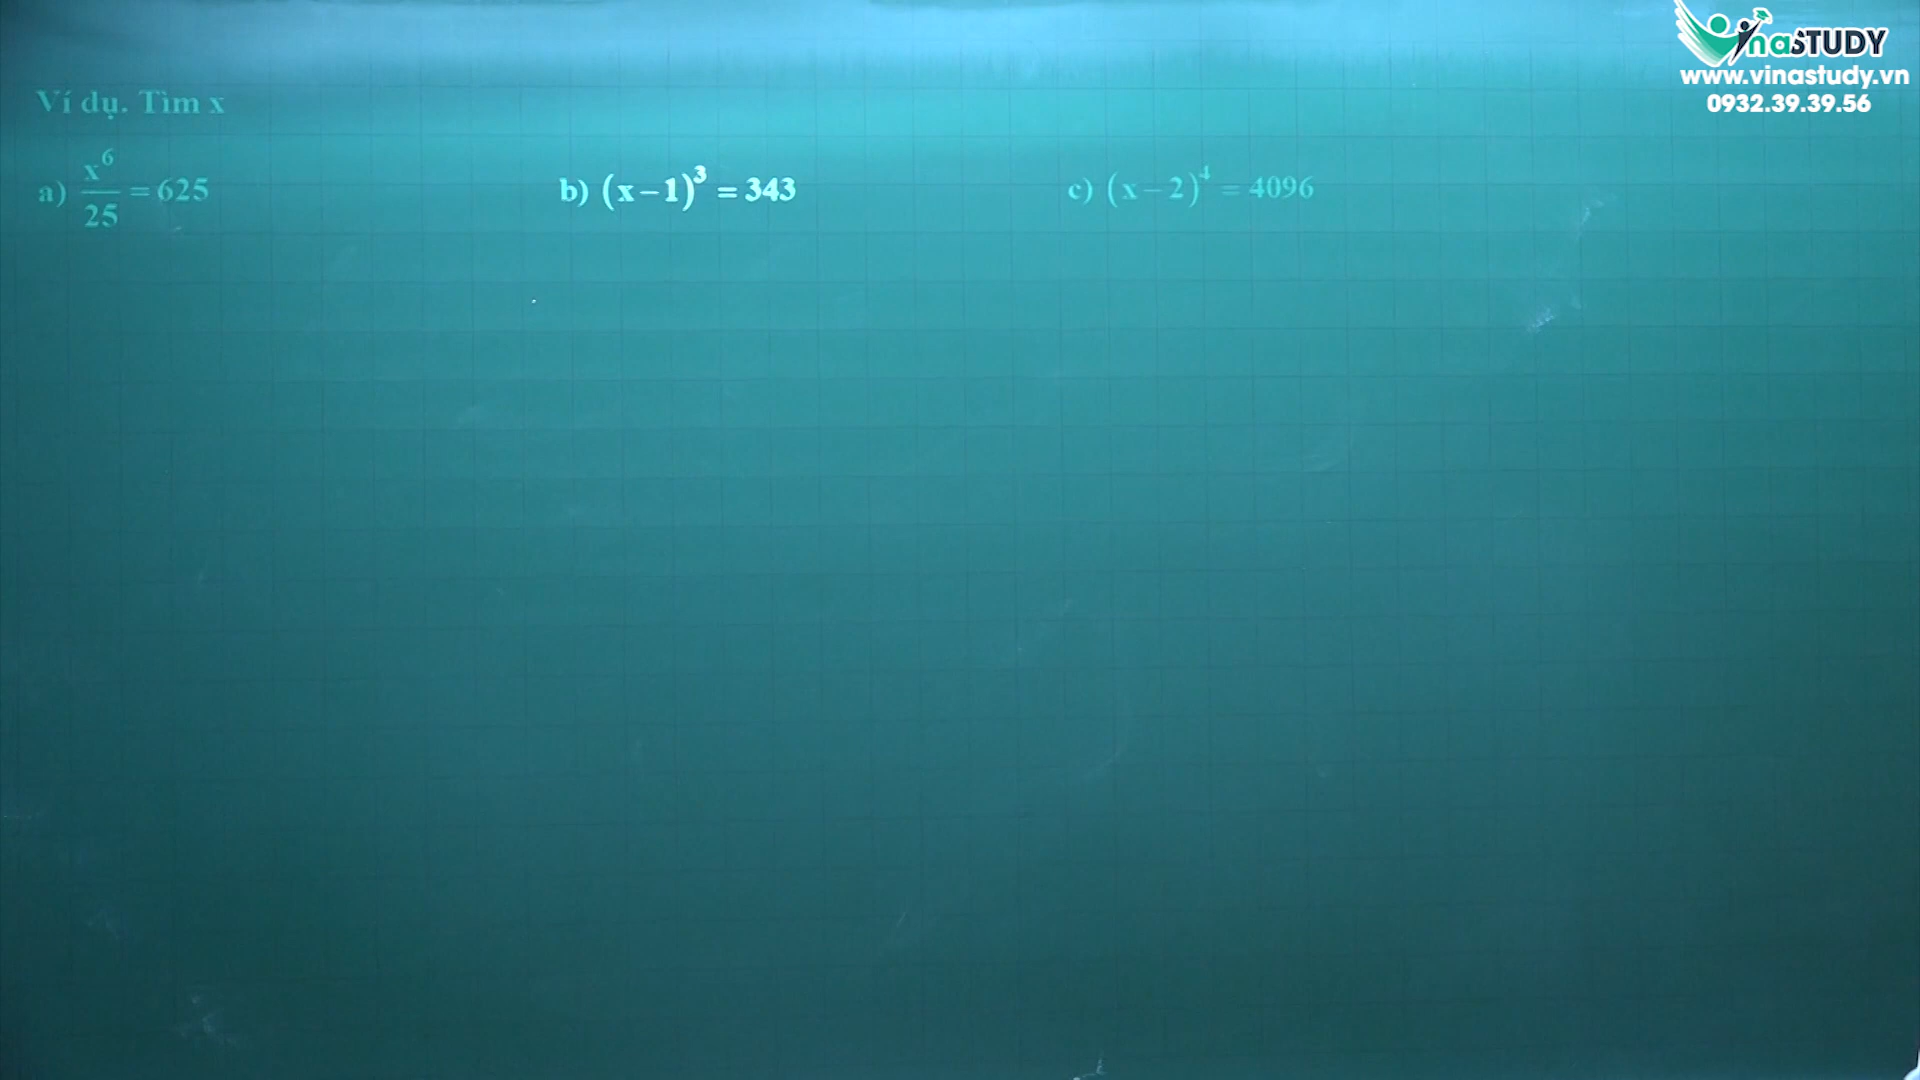 VinaSTUDY
www.vinastudy.vn
0932.39.39.56
Ví dụ. Tìm x
a) x⁶/25 = 625
b) (x−1)³ = 343
c) (x−2)⁴ = 4096